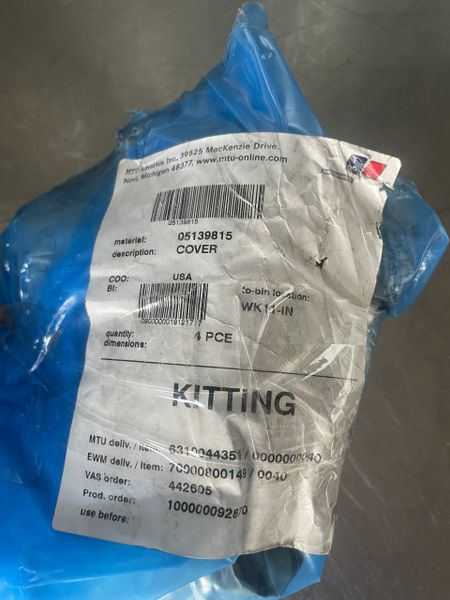 MTU America Inc., 39525 MacKenzie Drive,
Novi, Michigan 48377, www.mtu-online.com
05139815
material: 05139815
description: COVER
COO: USA
BI: to-bin location:
WK11-IN
quantity: 4 PCE
dimensions:
KITTING
MTU deliv. / item: 6310044351 /
EWM deliv. / item: / 0040
VAS order: 442605
Prod. order:
use before: